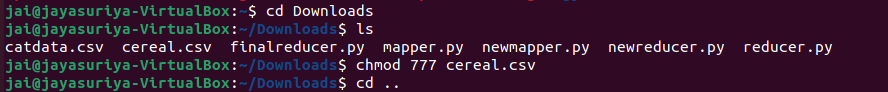 jai@jayasuriya-VirtualBox:~$ cd Downloads
jai@jayasuriya-VirtualBox:~/Downloads$ ls
catdata.csv  cereal.csv  finalreducer.py  mapper.py  newmapper.py  newreducer.py  reducer.py
jai@jayasuriya-VirtualBox:~/Downloads$ chmod 777 cereal.csv
jai@jayasuriya-VirtualBox:~/Downloads$ cd ..